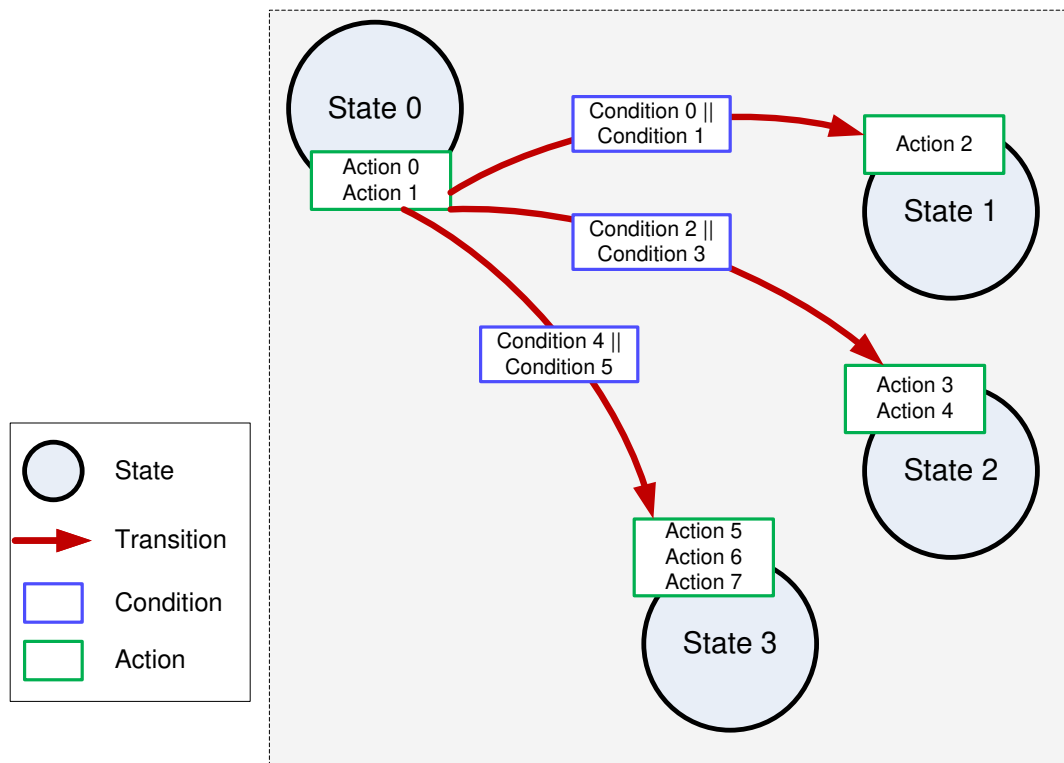 State 0
Action 0
Action 1
Condition 0 ||
Condition 1
Action 2
State 1
Condition 2 ||
Condition 3
Condition 4 ||
Condition 5
Action 3
Action 4
State 2
Action 5
Action 6
Action 7
State 3
State
Transition
Condition
Action